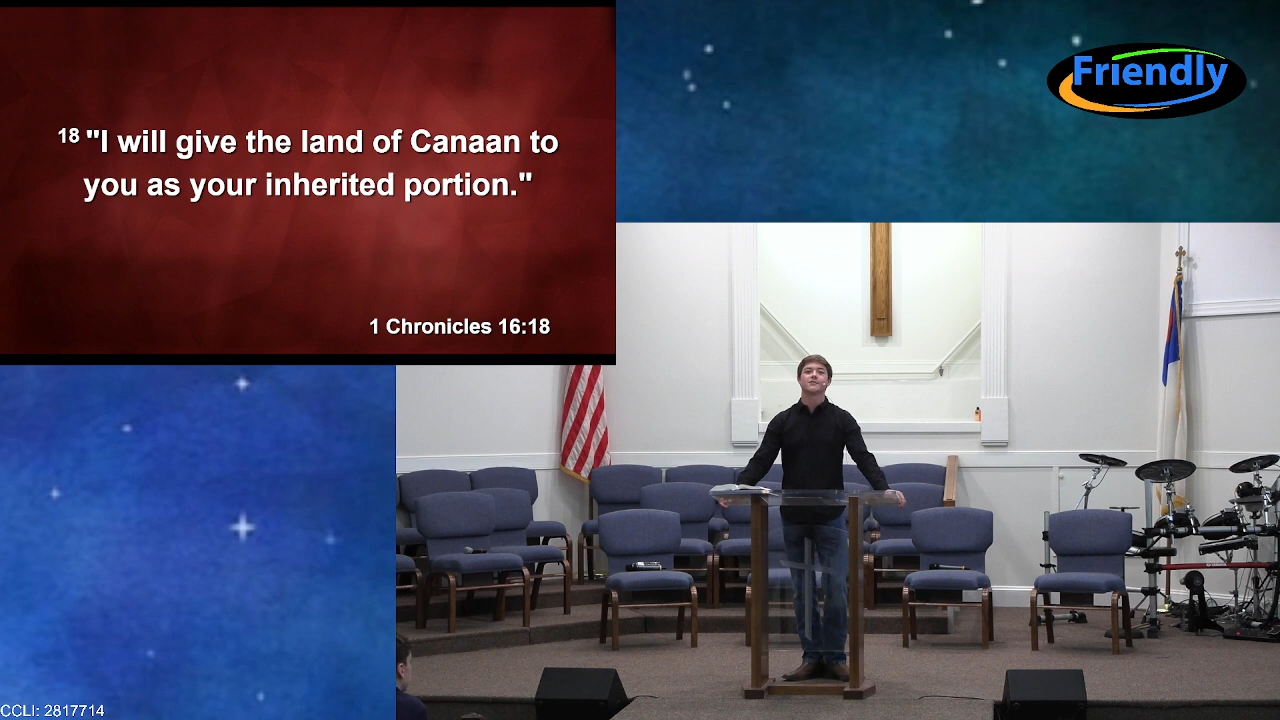 18 "I will give the land of Canaan to
you as your inherited portion."
1 Chronicles 16:18
Friendly
CCLI: 2817714